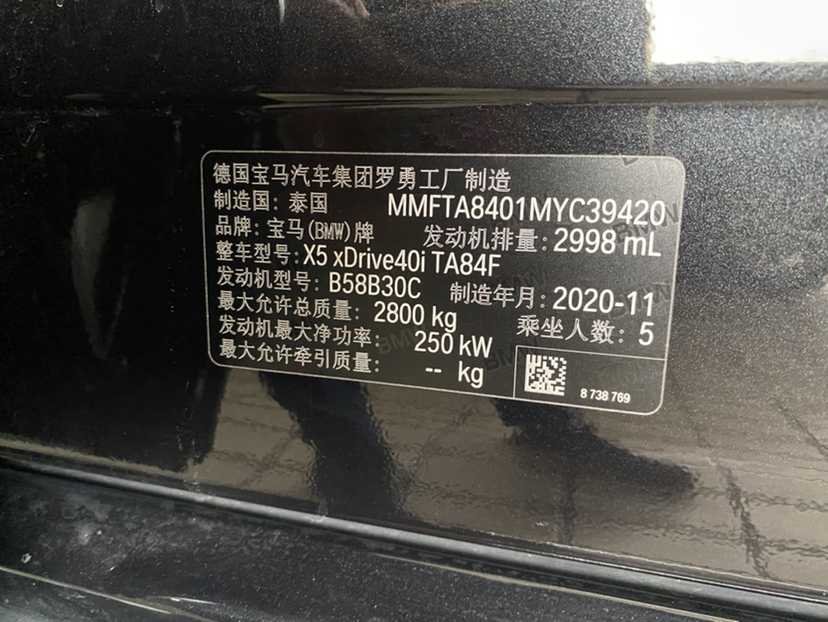 德国宝马汽车集团罗勇工厂制造
制造国: 泰国 MMFTA8401MYC39420
品牌: 宝马(BMW)牌 发动机排量: 2998 mL
整车型号: X5 xDrive40i TA84F
发动机型号: B58B30C 制造年月: 2020-11
最大允许总质量: 2800 kg 乘坐人数: 5
发动机最大净功率: 250 kW
最大允许牵引质量: -- kg
8 738 769